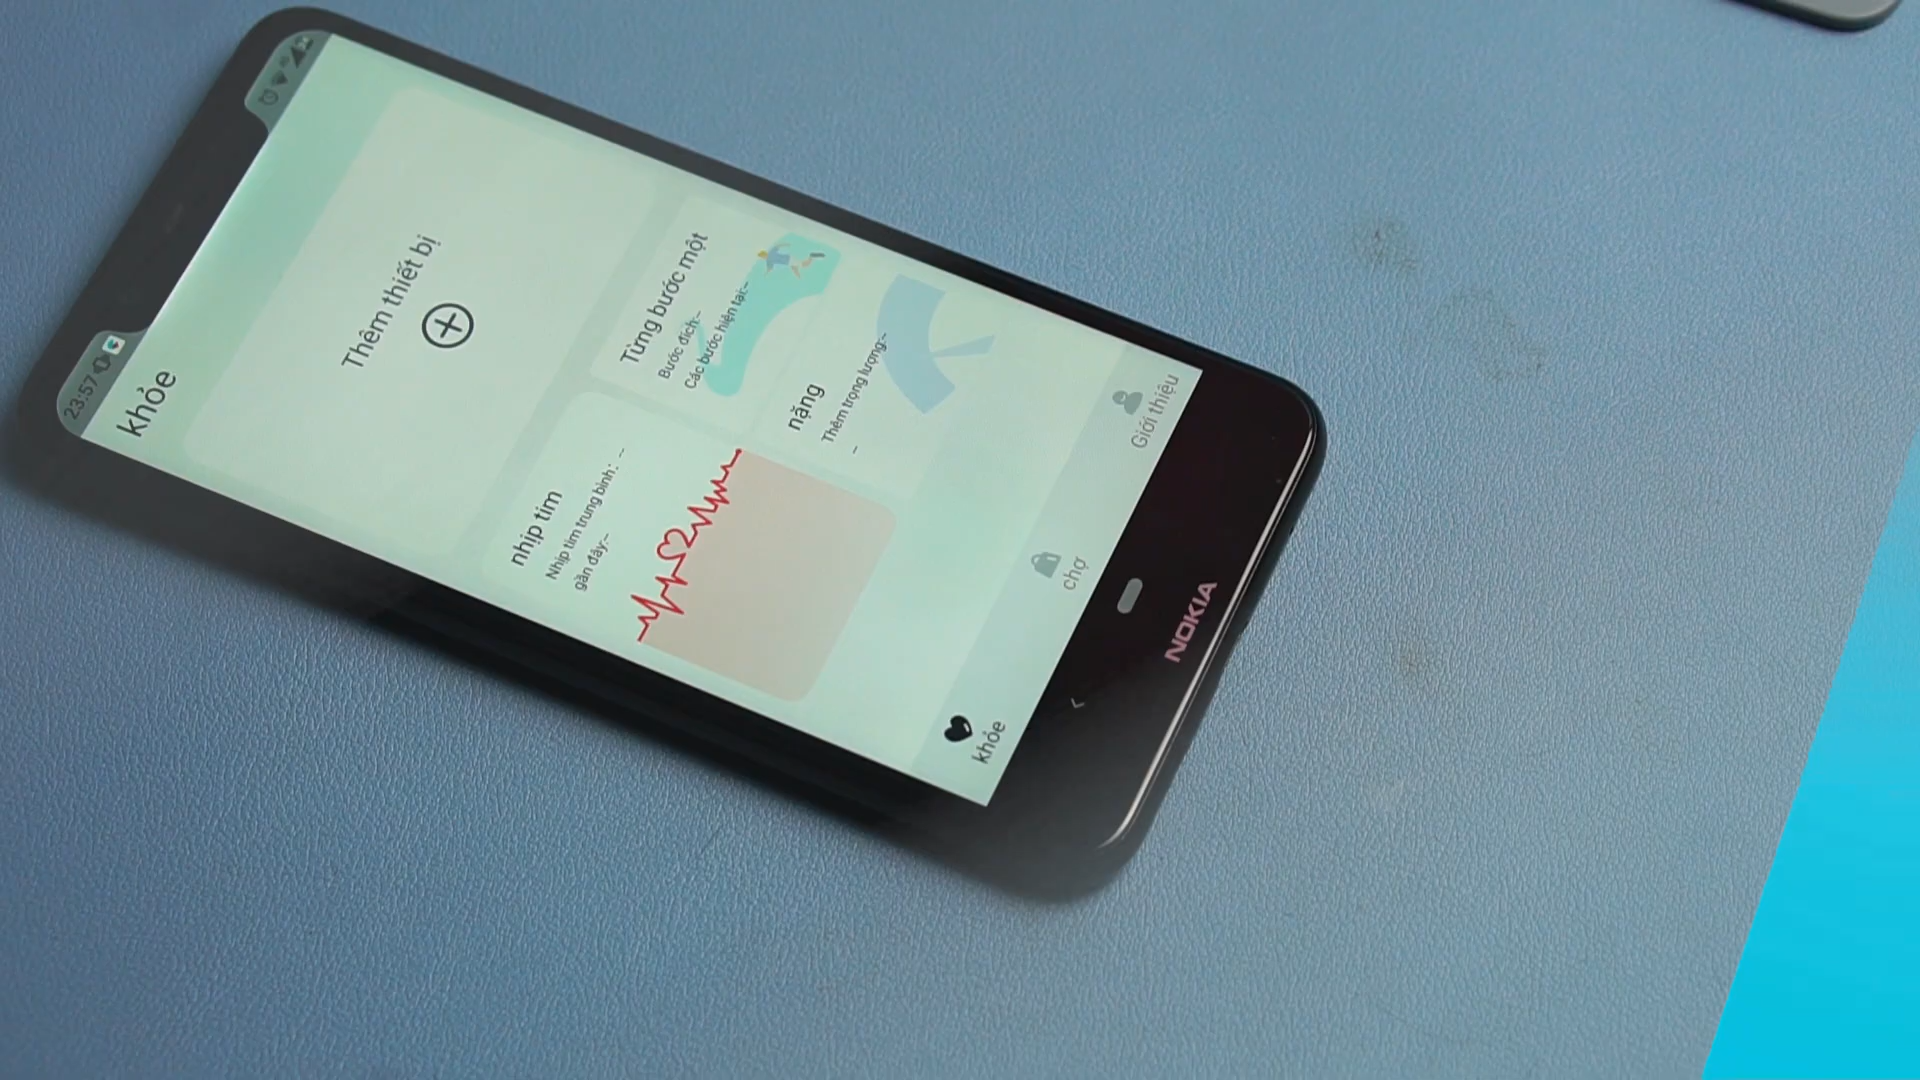 23:57
khỏe
Thêm thiết bị
nhịp tim
Nhịp tim trung bình: --
gần đây:--
Từng bước một
Bước đích:--
Các bước hiện tại:--
nặng
Thêm trọng lượng:--
--
khỏe
chợ
Giới thiệu
NOKIA